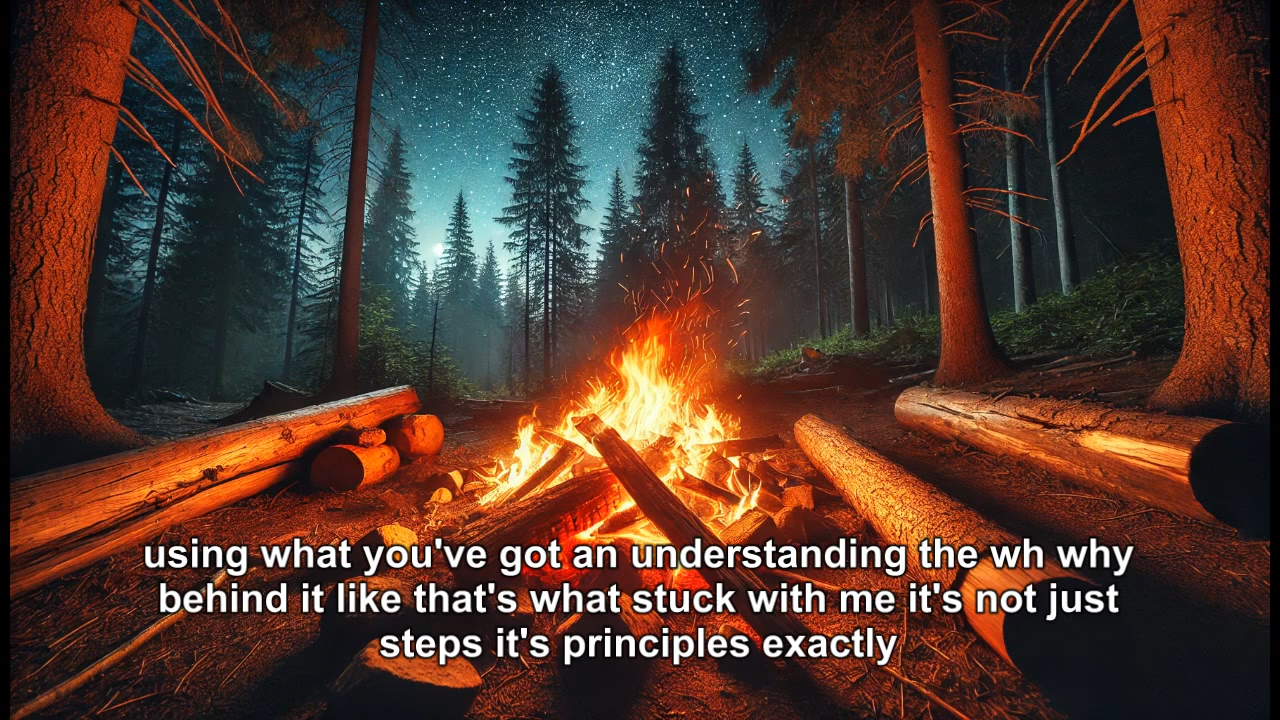 using what you've got an understanding the wh why
behind it like that's what stuck with me it's not just
steps it's principles exactly